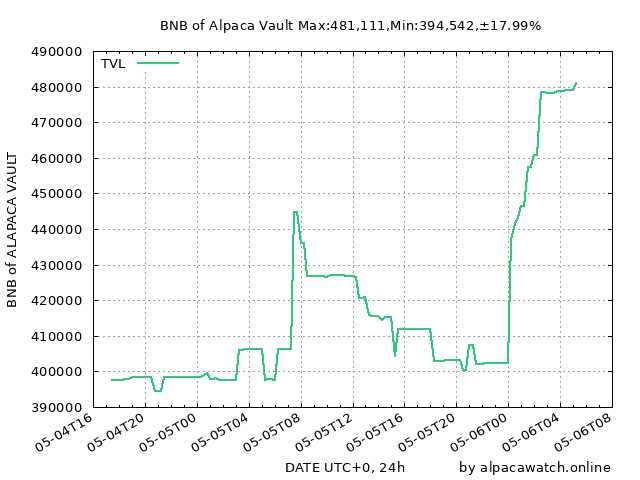 BNB of Alpaca Vault Max:481,111,Min:394,542,±17.99%
BNB of ALAPACA VAULT
TVL
490000
480000
470000
460000
450000
440000
430000
420000
410000
400000
390000
05-04T16
05-04T20
05-05T00
05-05T04
05-05T08
05-05T12
05-05T16
05-05T20
05-06T00
05-06T04
05-06T08
DATE UTC+0, 24h
by alpacawatch.online